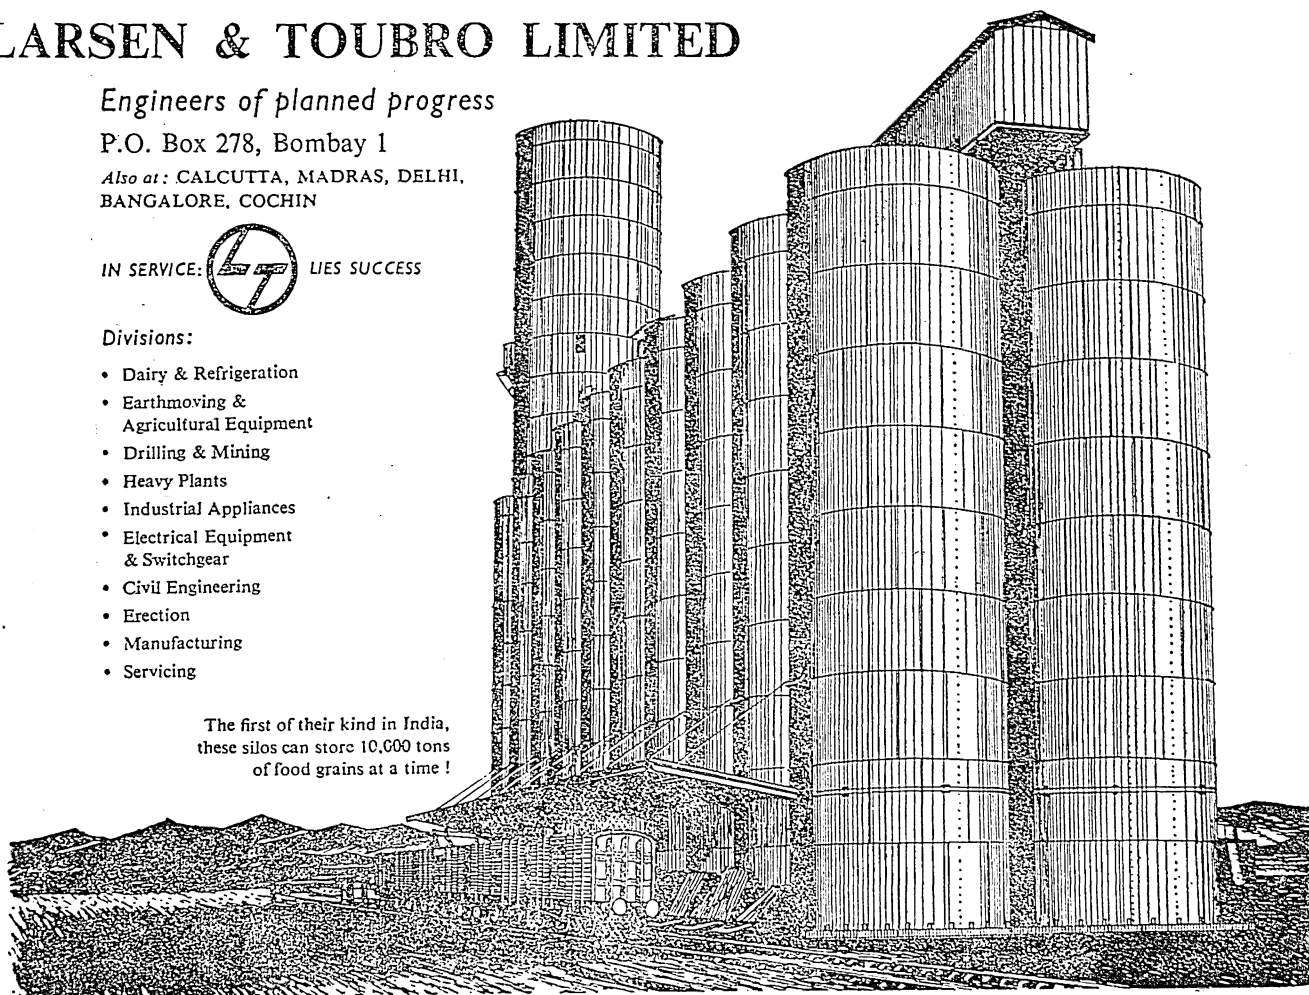 LARSEN & TOUBRO LIMITED
Engineers of planned progress
P.O. Box 278, Bombay 1
Also at: CALCUTTA, MADRAS, DELHI,
BANGALORE, COCHIN
IN SERVICE: LT LIES SUCCESS
Divisions:
• Dairy & Refrigeration
• Earthmoving &
Agricultural Equipment
• Drilling & Mining
• Heavy Plants
• Industrial Appliances
• Electrical Equipment
& Switchgear
• Civil Engineering
• Erection
• Manufacturing
• Servicing
The first of their kind in India,
these silos can store 10,000 tons
of food grains at a time !